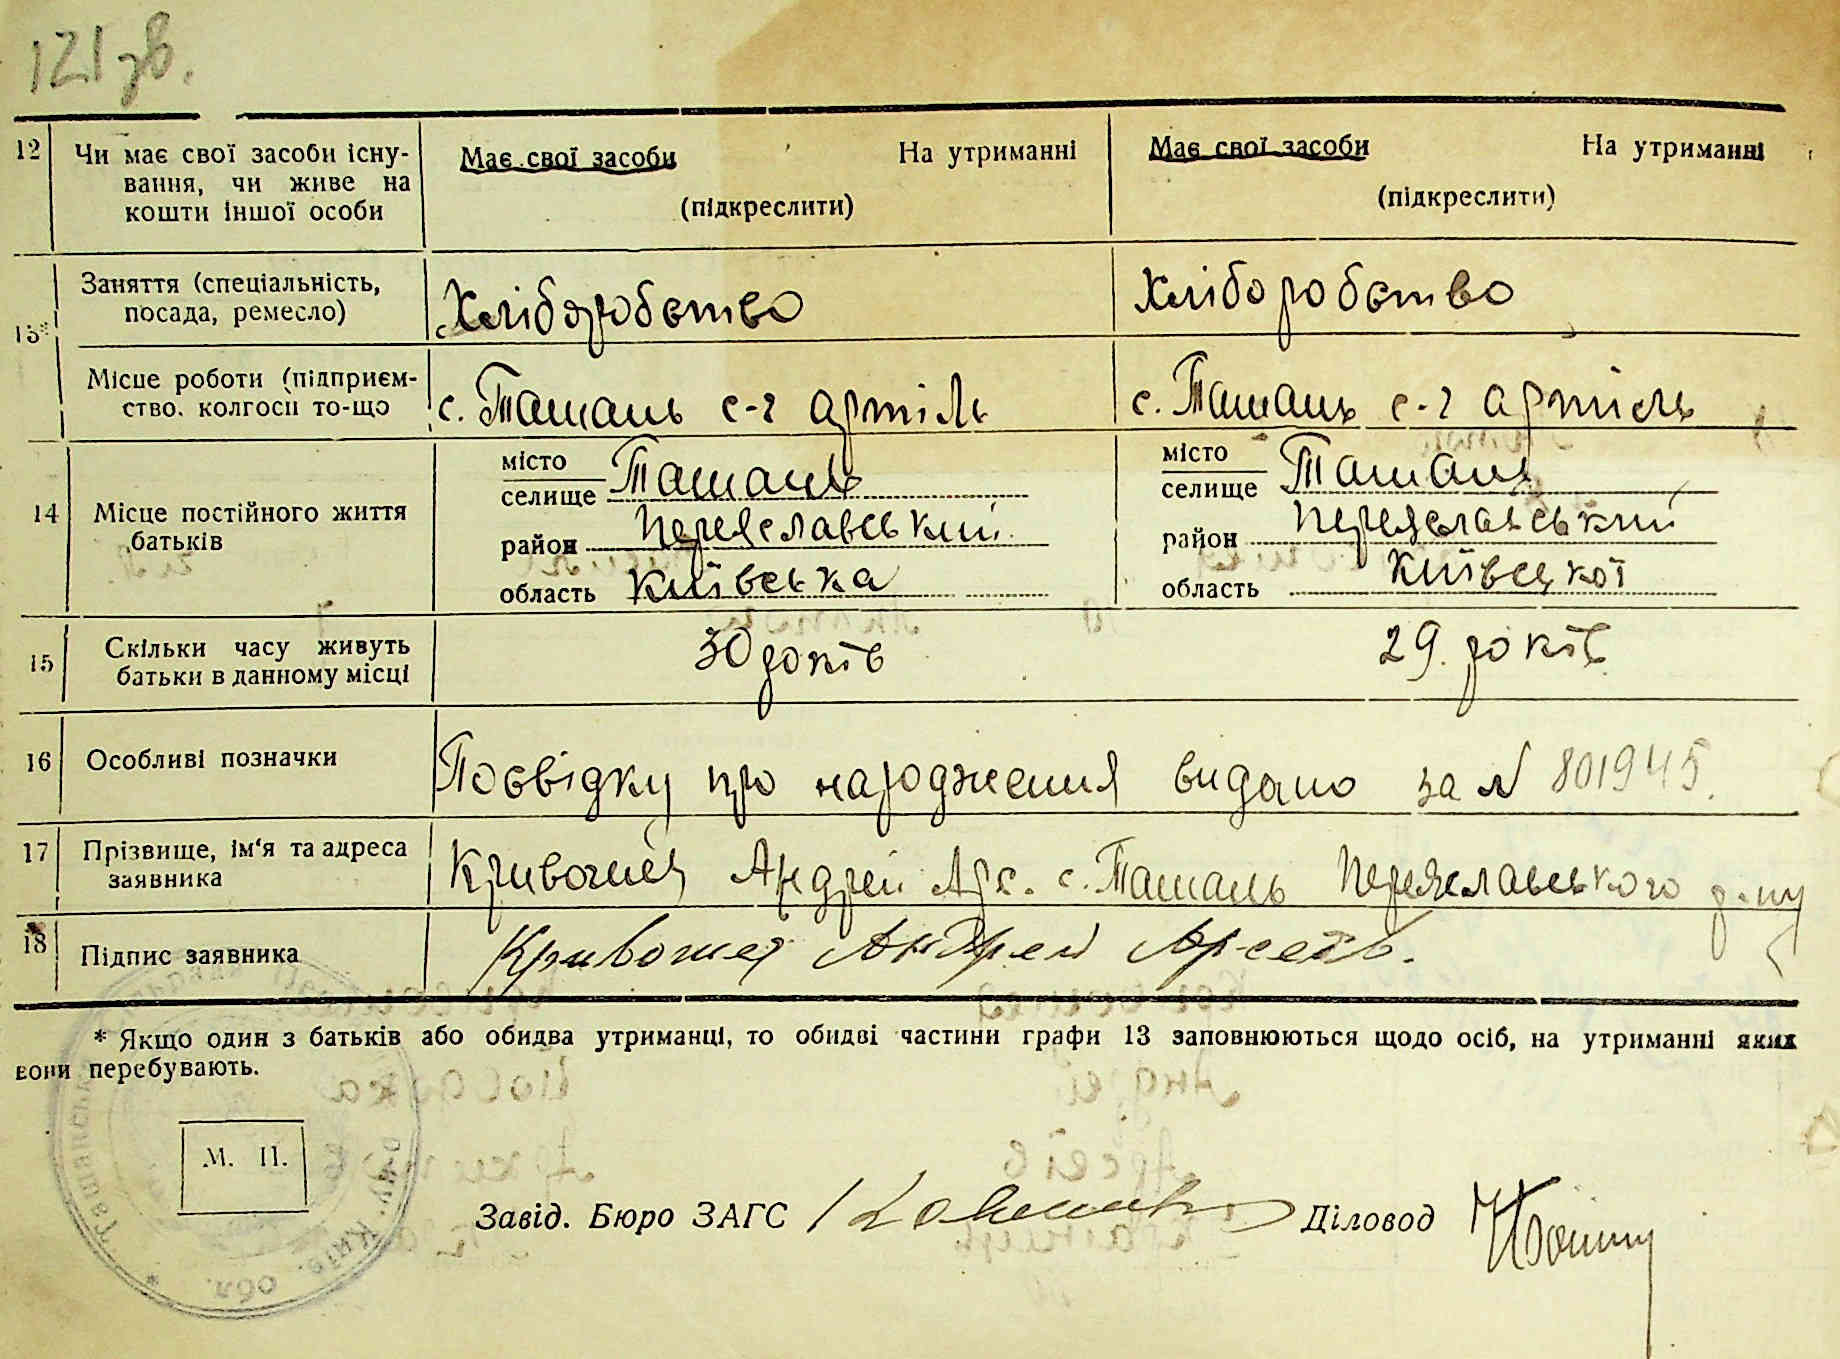 121 зв.
12 Чи має свої засоби існу-
вання, чи живе на
кошти іншої особи
Має свої засоби На утриманні
(підкреслити)
Має свої засоби На утриманні
(підкреслити)
13*
Заняття (спеціальність,
посада, ремесло)
Хліборобство
Хліборобство
Місце роботи (підприєм-
ство, колгосп то-що
с. Ташань с-г артіль
с. Ташань с-г артіль
14 Місце постійного життя
батьків
місто
селище Ташань
район Переяславський
область Київська
місто
селище Ташаня
район Переяславський
область Київської
15 Скільки часу живуть
батьки в данному місці
30 років
29. років
16 Особливі позначки
Посвідку про народження видано за N 801945.
17 Прізвище, ім'я та адреса
заявника
Кривошея Андрей Арс. с. Ташань Переяславського р-ну
18 Підпис заявника
Кривошея Андрей Арсеів.
* Якщо один з батьків або обидва утриманці, то обидві частини графи 13 заповнюються щодо осіб, на утриманні яких
вони перебувають.
М. П.
Завід. Бюро ЗАГС
Діловод